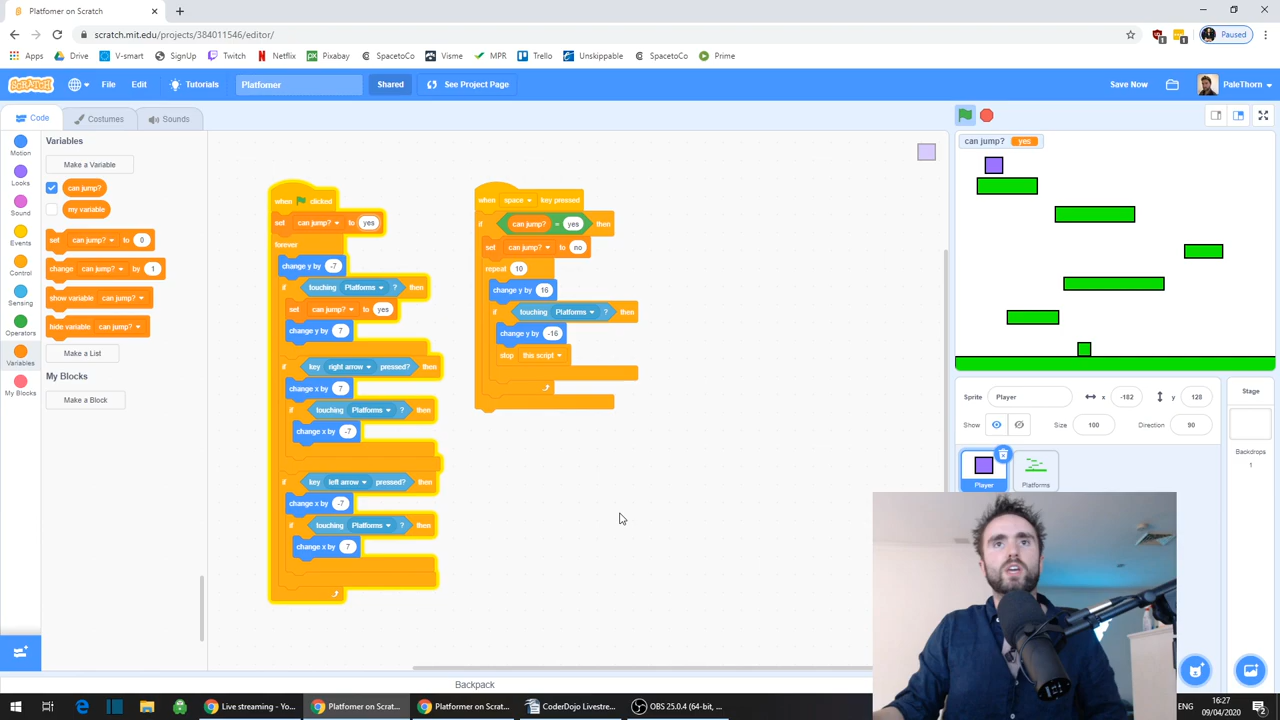 Platfomer on Scratch
scratch.mit.edu/projects/384011546/editor/
Paused
Apps Drive V-smart SignUp Twitch Netflix Pixabay SpacetoCo Visme MPR Trello Unskippable SpacetoCo Prime
SCRATCH File Edit Tutorials Platfomer Shared See Project Page Save Now PaleThorn
Code Costumes Sounds
Motion
Looks
Sound
Events
Control
Sensing
Operators
Variables
My Blocks
Variables
Make a Variable
can jump?
my variable
set can jump? to 0
change can jump? by 1
show variable can jump?
hide variable can jump?
Make a List
My Blocks
Make a Block
when clicked
set can jump? to yes
forever
change y by -7
if touching Platforms ? then
set can jump? to yes
change y by 7
if key right arrow pressed? then
change x by 7
if touching Platforms ? then
change x by -7
if key left arrow pressed? then
change x by -7
if touching Platforms ? then
change x by 7
when space key pressed
if can jump? = yes then
set can jump? to no
repeat 10
change y by 16
if touching Platforms ? then
change y by -16
stop this script
can jump? yes
Sprite Player x -182 y 128
Show Size 100 Direction 90
Player Platforms
Stage
Backdrops
1
Backpack
Live streaming - Yo...
Platfomer on Scrat...
Platfomer on Scrat...
CoderDojo Livestre...
OBS 25.0.4 (64-bit, ...
ENG
16:27
09/04/2020
2